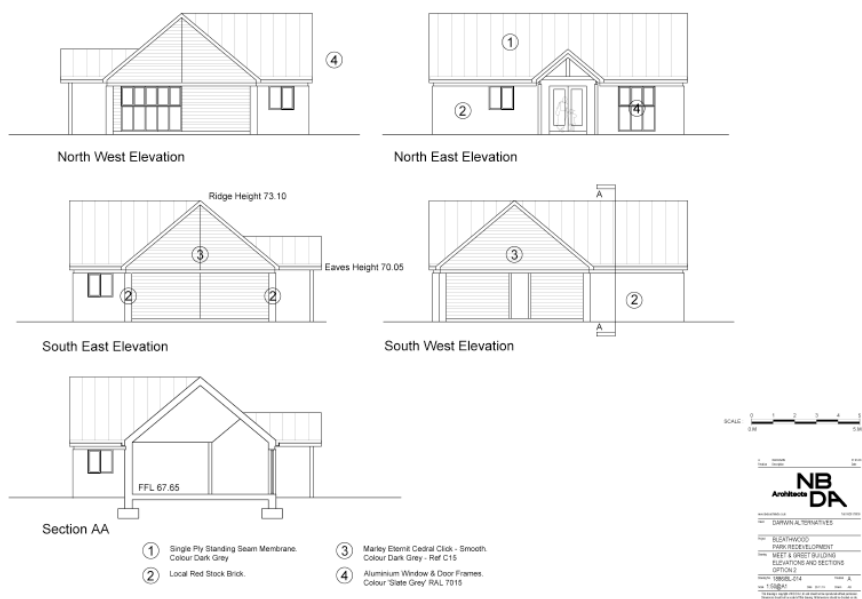 4
1
2
4
North West Elevation
North East Elevation
Ridge Height 73.10
A
3
3
Eaves Height 70.05
2
2
2
A
South East Elevation
South West Elevation
SCALE
0 1 2 3 4 5
0 M 5 M
FFL 67.65
Section AA
1 Single Ply Standing Seam Membrane.
Colour Dark Grey
3 Marley Eternit Cedral Click - Smooth.
Colour Dark Grey - Ref C15
2 Local Red Stock Brick.
4 Aluminium Window & Door Frames.
Colour 'Slate Grey' RAL 7015
NB
Architects
DA
DARWIN ALTERNATIVES
BLEATHWOOD
PARK REDEVELOPMENT
MEET & GREET BUILDING
ELEVATIONS AND SECTIONS
OPTION 2
A